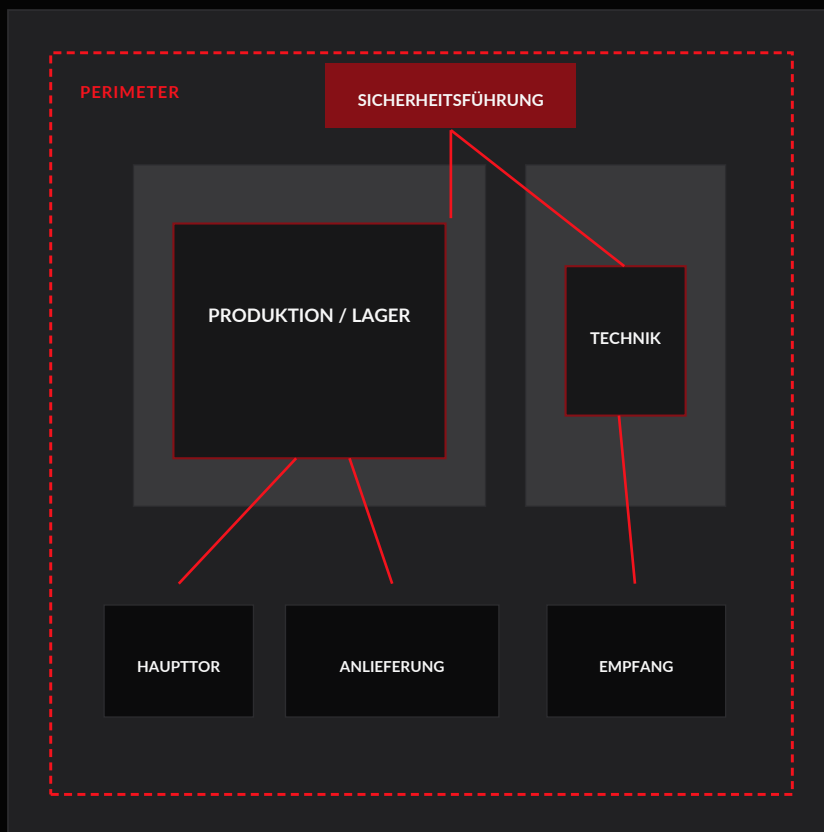 PERIMETER
SICHERHEITSFÜHRUNG
PRODUKTION / LAGER
TECHNIK
HAUPTTOR
ANLIEFERUNG
EMPFANG